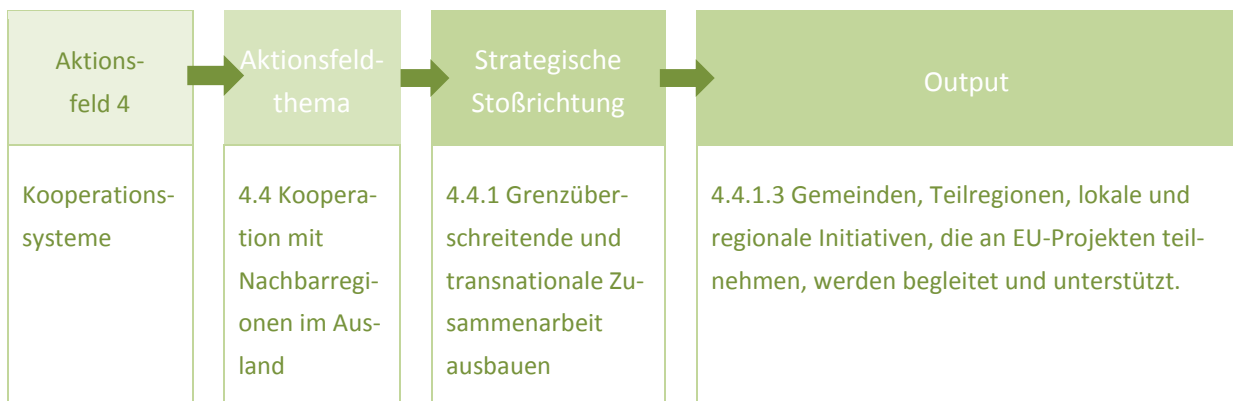 Aktions-
feld 4
Aktionsfeld-
thema
Strategische
Stoßrichtung
Output
Kooperations-
systeme
4.4 Koopera-
tion mit
Nachbarregi-
onen im Aus-
land
4.4.1 Grenzüber-
schreitende und
transnationale Zu-
sammenarbeit
ausbauen
4.4.1.3 Gemeinden, Teilregionen, lokale und
regionale Initiativen, die an EU-Projekten teil-
nehmen, werden begleitet und unterstützt.